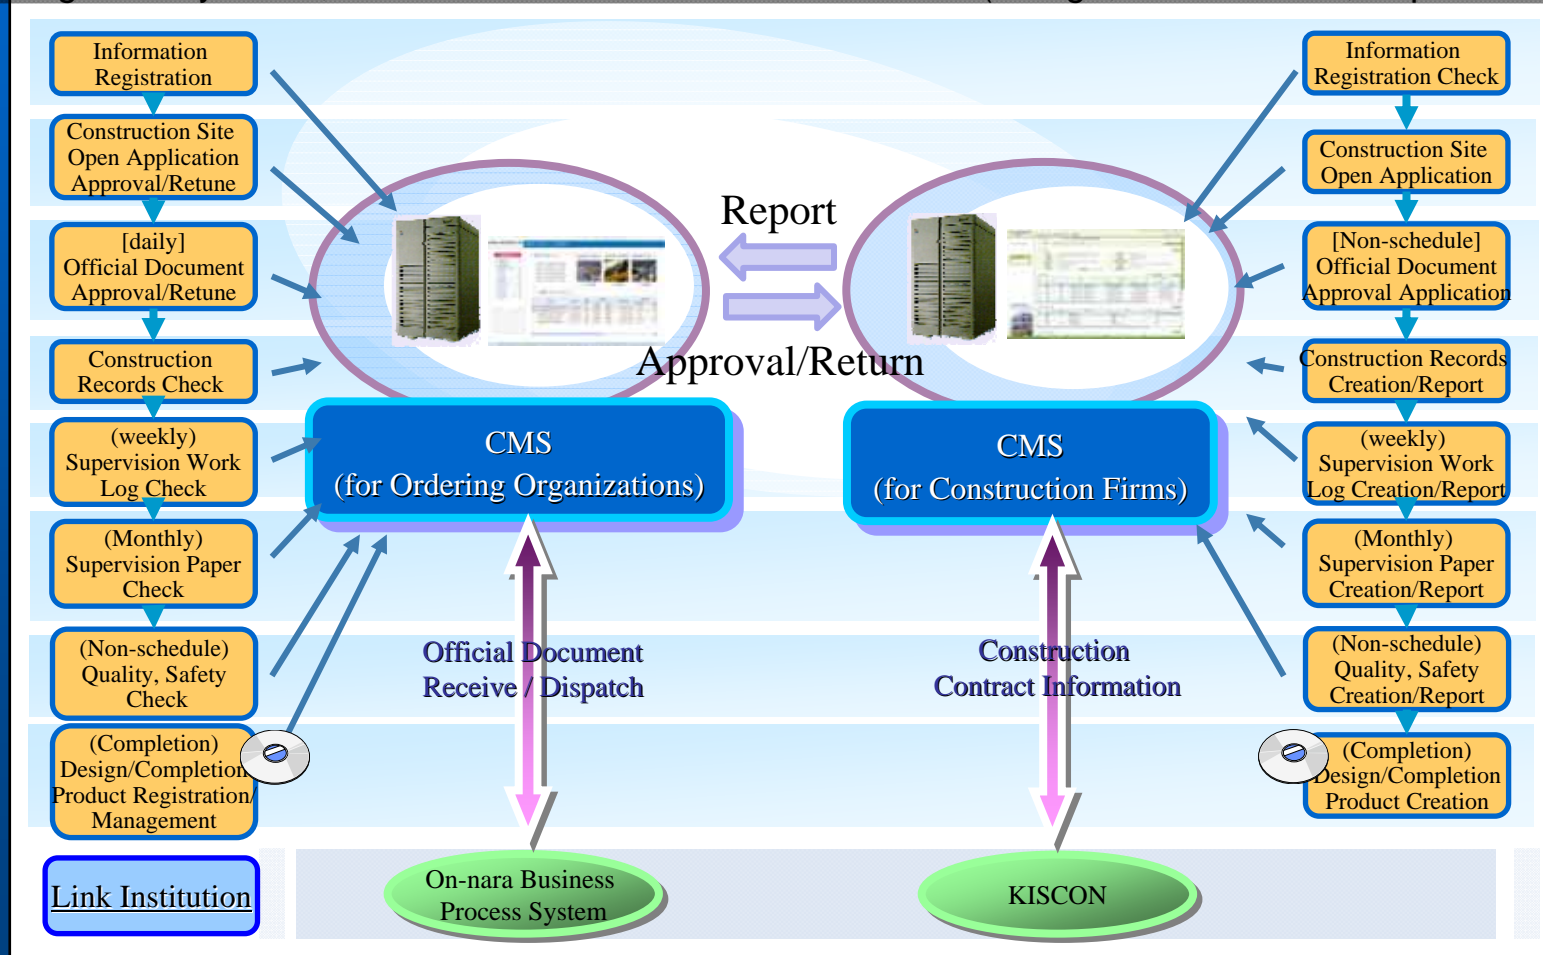 Information
Registration
Construction Site
Open Application
Approval/Retune
[daily]
Official Document
Approval/Retune
Construction
Records Check
(weekly)
Supervision Work
Log Check
(Monthly)
Supervision Paper
Check
(Non-schedule)
Quality, Safety
Check
(Completion)
Design/Completion
Product Registration/
Management
Report
Approval/Return
CMS
(for Ordering Organizations)
CMS
(for Construction Firms)
Official Document
Receive / Dispatch
Construction
Contract Information
Information
Registration Check
Construction Site
Open Application
[Non-schedule]
Official Document
Approval Application
Construction Records
Creation/Report
(weekly)
Supervision Work
Log Creation/Report
(Monthly)
Supervision Paper
Creation/Report
(Non-schedule)
Quality, Safety
Creation/Report
(Completion)
Design/Completion
Product Creation
Link Institution
On-nara Business
Process System
KISCON